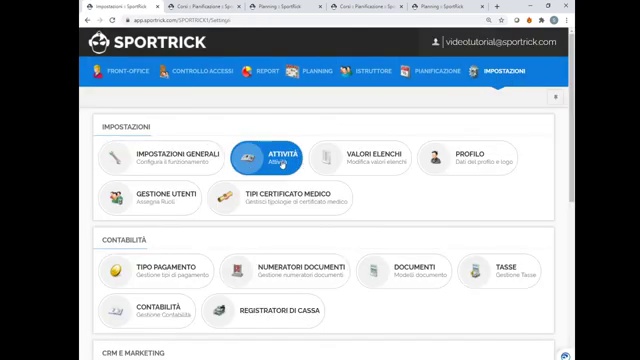 Impostazioni :: SportRick
Corsi :: Pianificazione :: Sport
Planning :: SportRick
Corsi :: Pianificazione :: Sport
Planning :: SportRick
app.sportrick.com/SPORTRICK1/Settings
SPORTRICK
| videotutorial@sportrick.com
FRONT-OFFICE
CONTROLLO ACCESSI
REPORT
PLANNING
ISTRUTTORE
PIANIFICAZIONE
IMPOSTAZIONI
IMPOSTAZIONI
IMPOSTAZIONI GENERALI
Configura il funzionamento
ATTIVITÀ
Attività
VALORI ELENCHI
Modifica valori elenchi
PROFILO
Dati del profilo e logo
GESTIONE UTENTI
Assegna Ruoli
TIPI CERTIFICATO MEDICO
Gestisci tipologie di certificato medico
CONTABILITÀ
TIPO PAGAMENTO
Gestione tipi di pagamento
NUMERATORI DOCUMENTI
Gestione numeratori documenti
DOCUMENTI
Modelli documento
TASSE
Gestione Tasse
CONTABILITÀ
Gestione Contabilità
REGISTRATORI DI CASSA
CRM E MARKETING